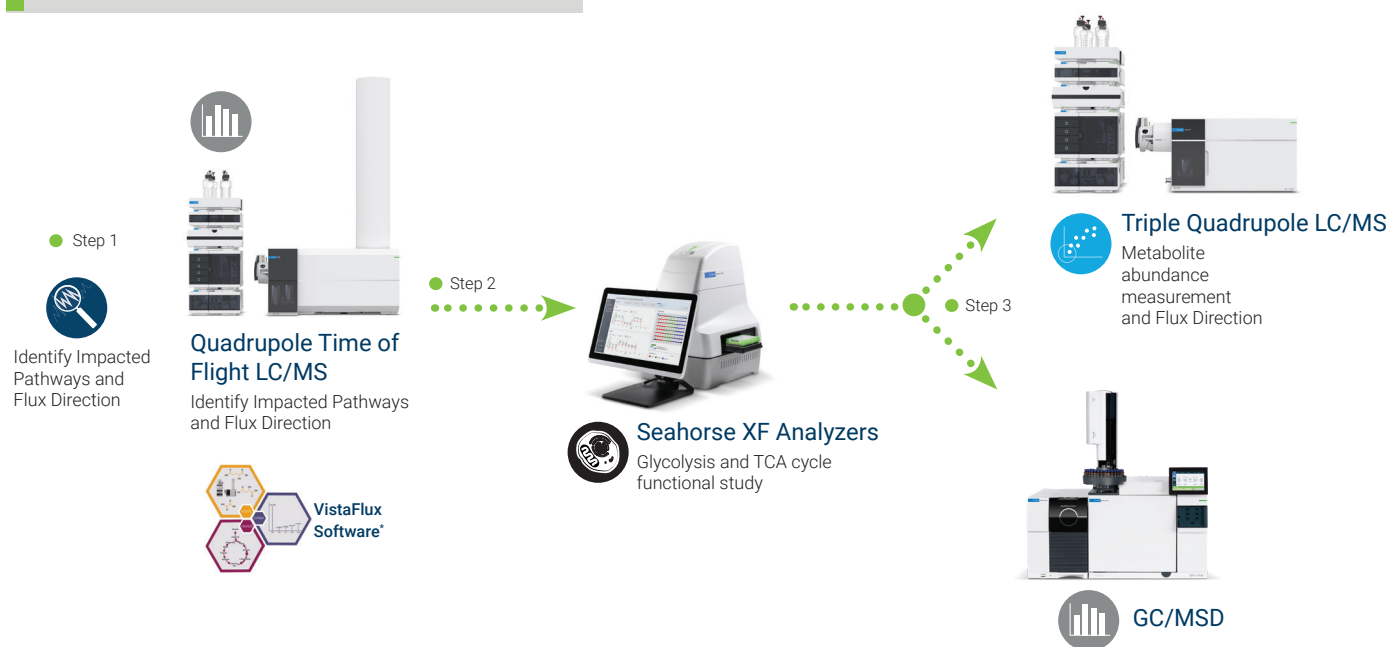 Step 1
Identify Impacted
Pathways and
Flux Direction
Quadrupole Time of
Flight LC/MS
Identify Impacted Pathways
and Flux Direction
VistaFlux
Software*
Step 2
Seahorse XF Analyzers
Glycolysis and TCA cycle
functional study
Step 3
Triple Quadrupole LC/MS
Metabolite
abundance
measurement
and Flux Direction
GC/MSD